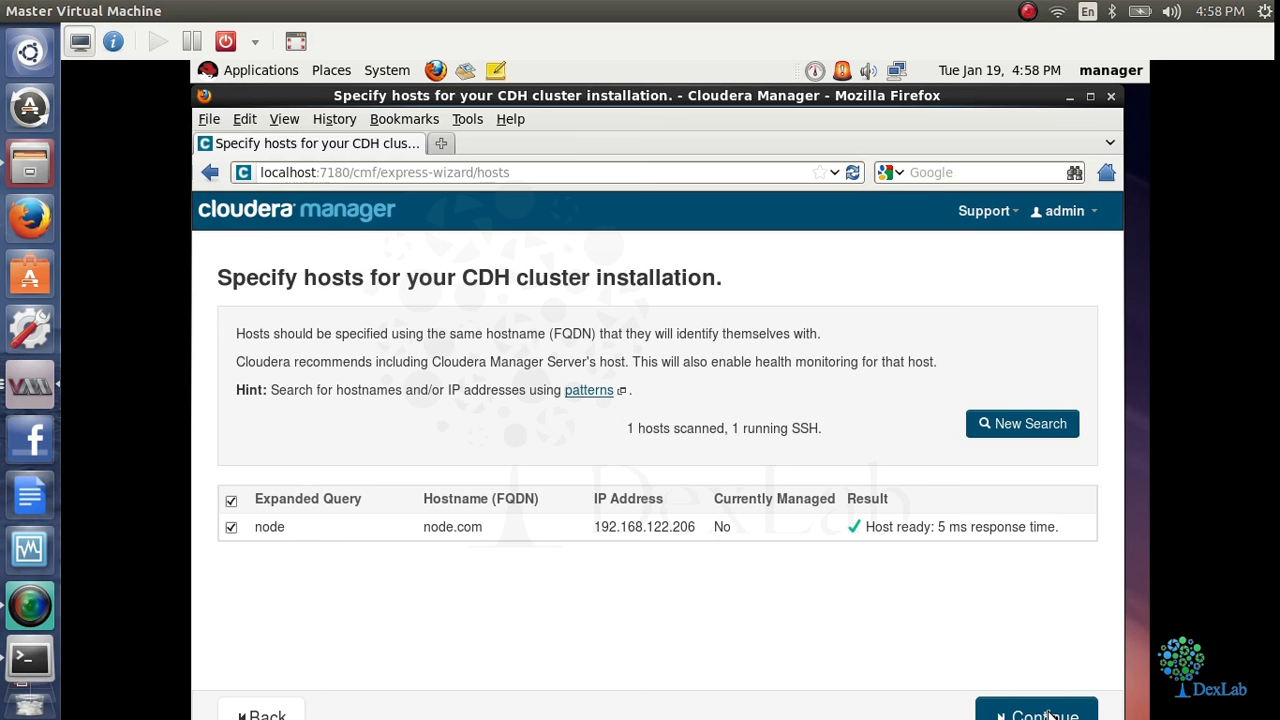 Master Virtual Machine
En
4:58 PM
Applications Places System
Tue Jan 19, 4:58 PM manager
Specify hosts for your CDH cluster installation. - Cloudera Manager - Mozilla Firefox
File Edit View History Bookmarks Tools Help
Specify hosts for your CDH clus...
localhost:7180/cmf/express-wizard/hosts
Google
cloudera manager
Support
admin
Specify hosts for your CDH cluster installation.
Hosts should be specified using the same hostname (FQDN) that they will identify themselves with.
Cloudera recommends including Cloudera Manager Server's host. This will also enable health monitoring for that host.
Hint: Search for hostnames and/or IP addresses using patterns .
1 hosts scanned, 1 running SSH.
New Search
Expanded Query Hostname (FQDN) IP Address Currently Managed Result
node node.com 192.168.122.206 No Host ready: 5 ms response time.
Back
Continue
DexLab
DexLab